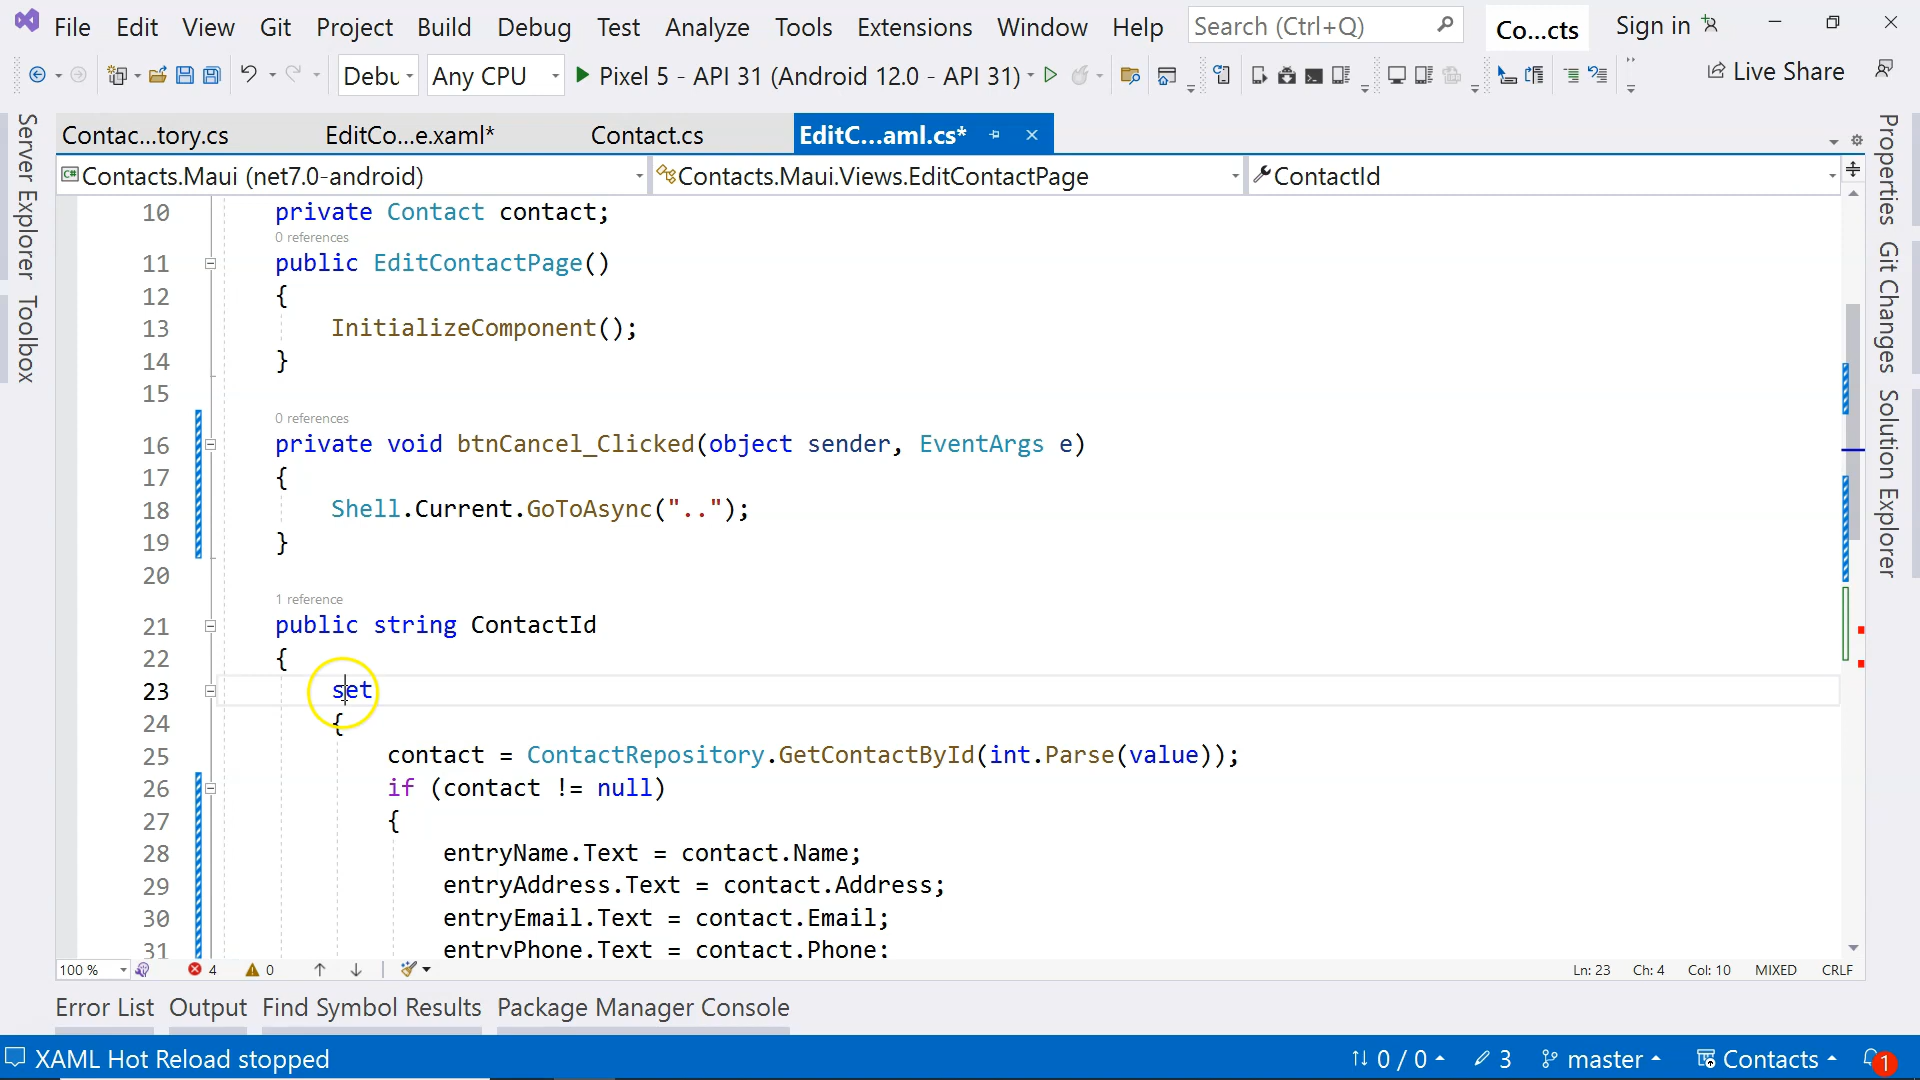 File Edit View Git Project Build Debug Test Analyze Tools Extensions Window Help Search (Ctrl+Q) Co...cts Sign in
Debu Any CPU Pixel 5 - API 31 (Android 12.0 - API 31) Live Share
Contac...tory.cs EditCo...e.xaml* Contact.cs EditC...aml.cs*
Contacts.Maui (net7.0-android) Contacts.Maui.Views.EditContactPage ContactId
Server Explorer
Toolbox
10 private Contact contact;
0 references
11 public EditContactPage()
12 {
13 InitializeComponent();
14 }
15
0 references
16 private void btnCancel_Clicked(object sender, EventArgs e)
17 {
18 Shell.Current.GoToAsync("..");
19 }
20
1 reference
21 public string ContactId
22 {
23 set
24 {
25 contact = ContactRepository.GetContactById(int.Parse(value));
26 if (contact != null)
27 {
28 entryName.Text = contact.Name;
29 entryAddress.Text = contact.Address;
30 entryEmail.Text = contact.Email;
31 entryPhone.Text = contact.Phone;
Properties
Git Changes
Solution Explorer
100 % 4 0 Ln: 23 Ch: 4 Col: 10 MIXED CRLF
Error List Output Find Symbol Results Package Manager Console
XAML Hot Reload stopped 0 / 0 3 master Contacts 1